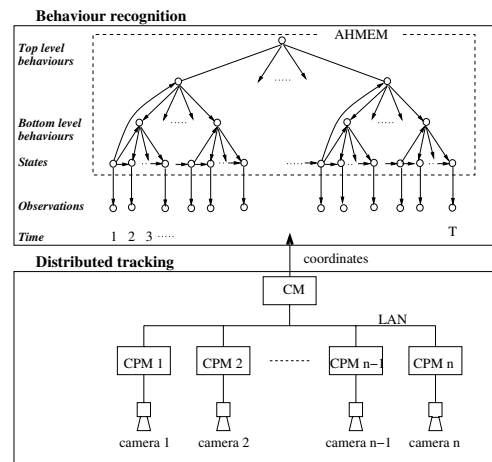 Behaviour recognition
AHMEM
Top level
behaviours
.....
Bottom level
behaviours
..... .....
States
... ... ..... ... ...
Observations
Time 1 2 3 ..... T
coordinates
Distributed tracking
CM
LAN
CPM 1 CPM 2 CPM n−1 CPM n
camera 1 camera 2 camera n−1 camera n